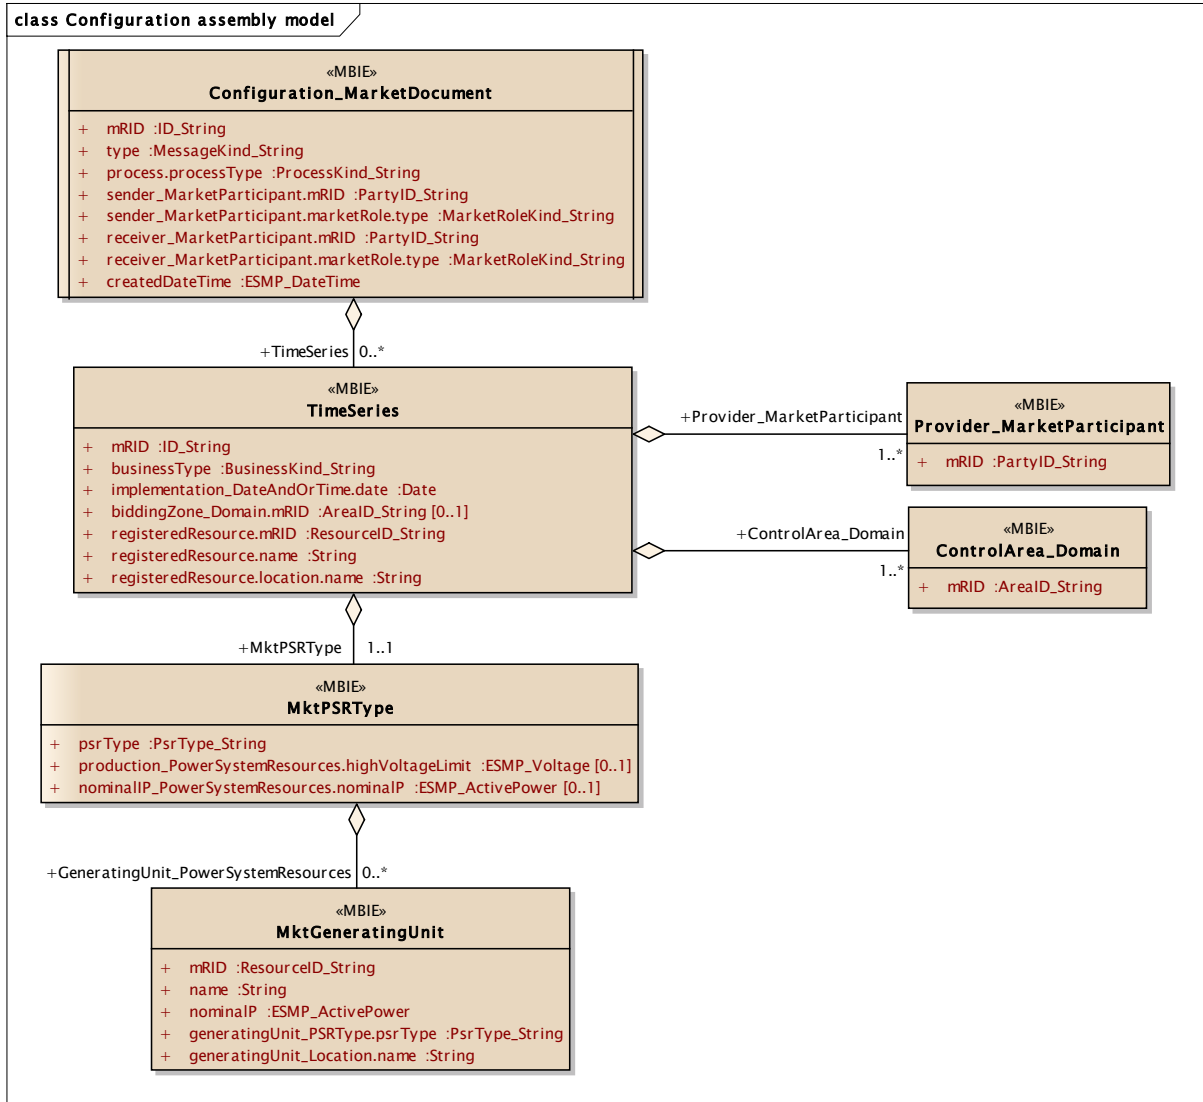 class Configuration assembly model
«MBIE»
Configuration_MarketDocument
+ mRID :ID_String
+ type :MessageKind_String
+ process.processType :ProcessKind_String
+ sender_MarketParticipant.mRID :PartyID_String
+ sender_MarketParticipant.marketRole.type :MarketRoleKind_String
+ receiver_MarketParticipant.mRID :PartyID_String
+ receiver_MarketParticipant.marketRole.type :MarketRoleKind_String
+ createdDateTime :ESMP_DateTime
+TimeSeries 0..*
«MBIE»
TimeSeries
+ mRID :ID_String
+ businessType :BusinessKind_String
+ implementation_DateAndOrTime.date :Date
+ biddingZone_Domain.mRID :AreaID_String [0..1]
+ registeredResource.mRID :ResourceID_String
+ registeredResource.name :String
+ registeredResource.location.name :String
+Provider_MarketParticipant
1..*
«MBIE»
Provider_MarketParticipant
+ mRID :PartyID_String
+ControlArea_Domain
1..*
«MBIE»
ControlArea_Domain
+ mRID :AreaID_String
+MktPSRType 1..1
«MBIE»
MktPSRType
+ psrType :PsrType_String
+ production_PowerSystemResources.highVoltageLimit :ESMP_Voltage [0..1]
+ nominalIP_PowerSystemResources.nominalP :ESMP_ActivePower [0..1]
+GeneratingUnit_PowerSystemResources 0..*
«MBIE»
MktGeneratingUnit
+ mRID :ResourceID_String
+ name :String
+ nominalP :ESMP_ActivePower
+ generatingUnit_PSRType.psrType :PsrType_String
+ generatingUnit_Location.name :String